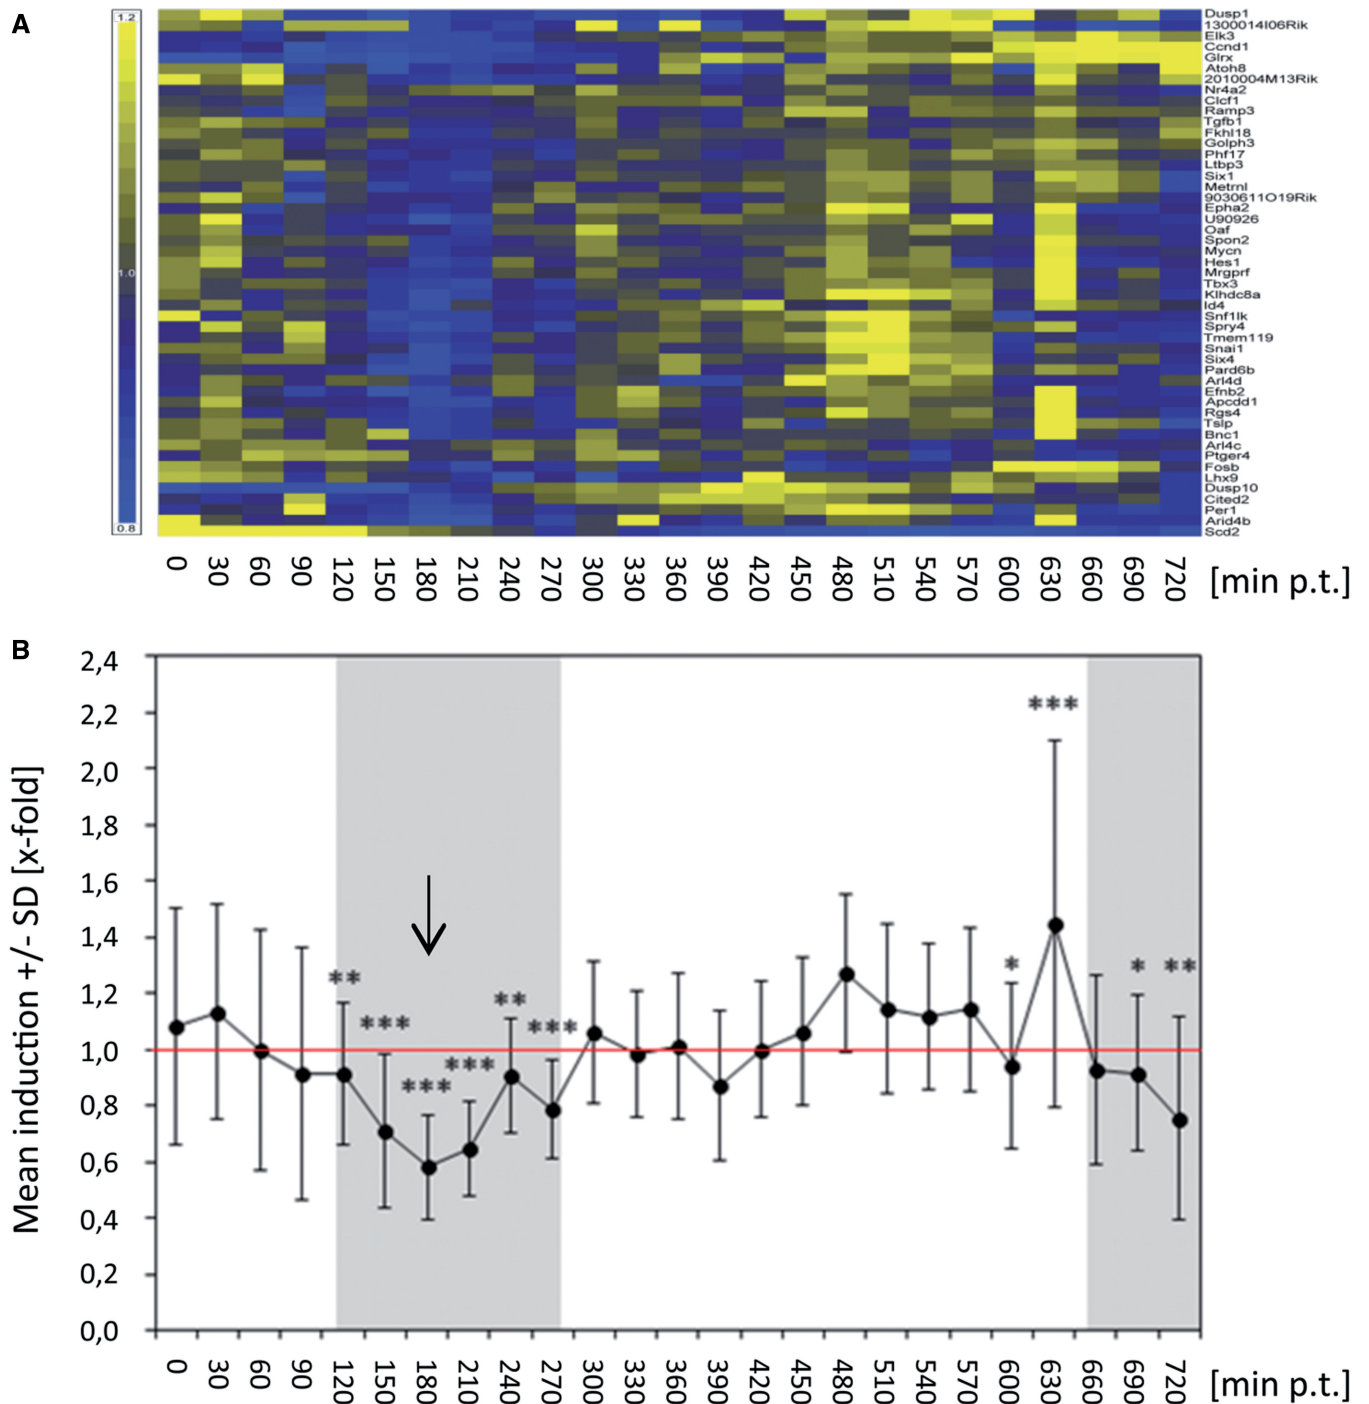 A
1.2
1.0
0.8
Dusp1
1300014I06Rik
Elk3
Ccnd1
Glrx
Atoh8
2010004M13Rik
Nr4a2
Clcf1
Ramp3
Tgfb1
Fkhl18
Golph3
Phf17
Ltbp3
Six1
Metrnl
9030611O19Rik
Epha2
U90926
Oaf
Spon2
Mycn
Hes1
Mrgprf
Tbx3
Klhdc8a
Id4
Snf1lk
Spry4
Tmem119
Snai1
Six4
Pard6b
Arl4d
Efnb2
Apcdd1
Rgs4
Tslp
Bnc1
Arl4c
Ptger4
Fosb
Lhx9
Dusp10
Cited2
Per1
Arid4b
Scd2
0 30 60 90 120 150 180 210 240 270 300 330 360 390 420 450 480 510 540 570 600 630 660 690 720 [min p.t.]
B
Mean induction +/- SD [x-fold]
2,4
2,2
2,0
1,8
1,6
1,4
1,2
1,0
0,8
0,6
0,4
0,2
0,0
** *** *** *** ** *** * *** * **
0 30 60 90 120 150 180 210 240 270 300 330 360 390 420 450 480 510 540 570 600 630 660 690 720 [min p.t.]